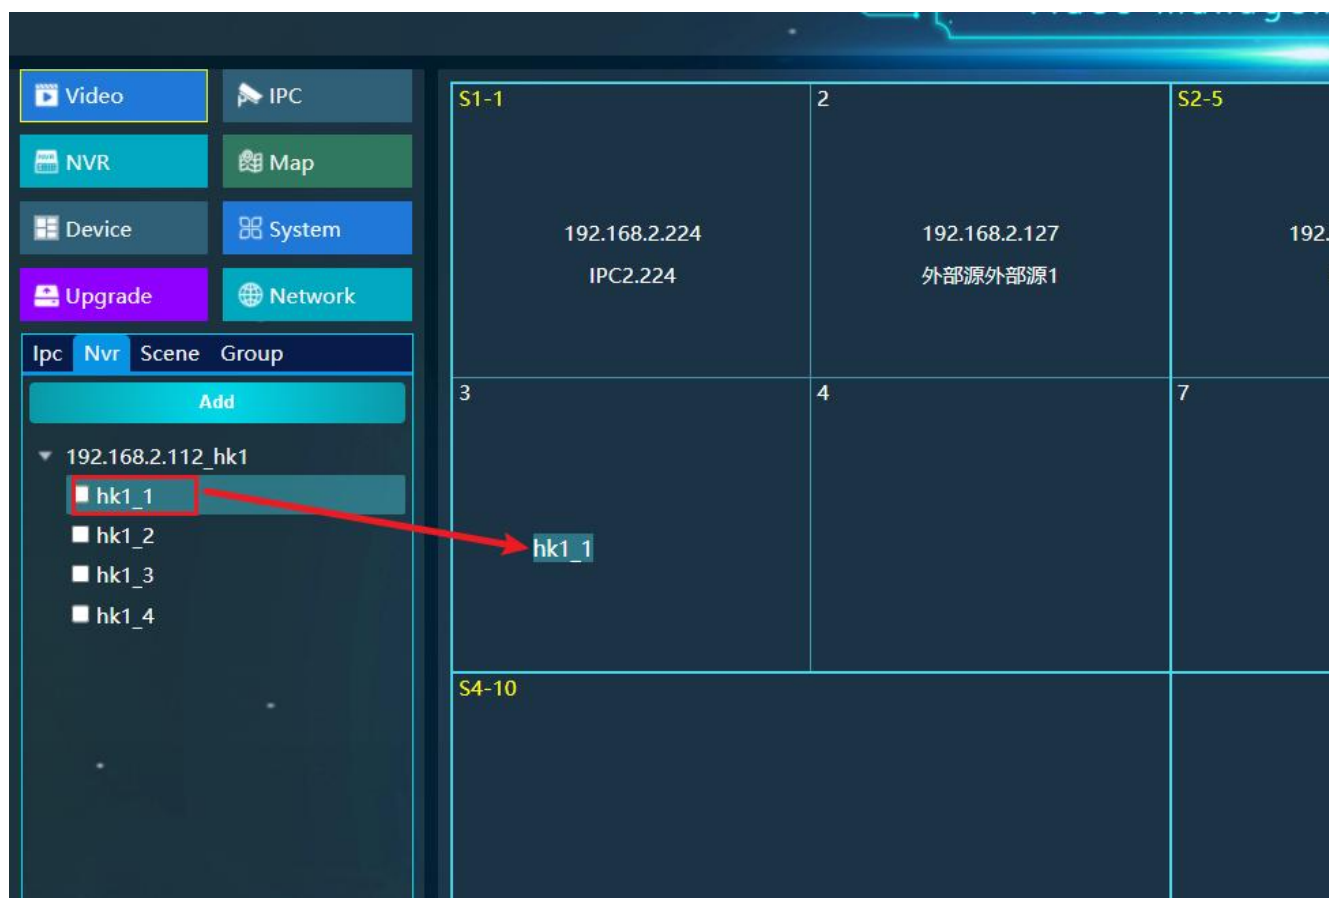 Video
IPC
NVR
Map
Device
System
Upgrade
Network
Ipc Nvr Scene Group
Add
192.168.2.112_hk1
hk1_1
hk1_2
hk1_3
hk1_4
S1-1
2
S2-5
192.168.2.224
IPC2.224
192.168.2.127
外部源外部源1
192.
3
4
7
hk1_1
S4-10